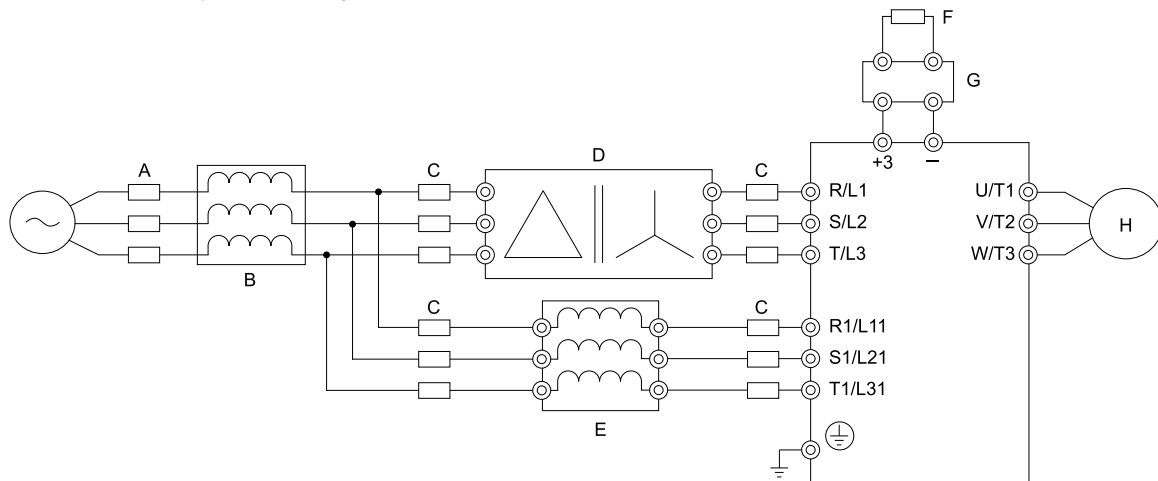 F
G
+3 −
A
C
D
C
R/L1
U/T1
S/L2
V/T2
H
T/L3
W/T3
B
C
C
R1/L11
S1/L21
T1/L31
E